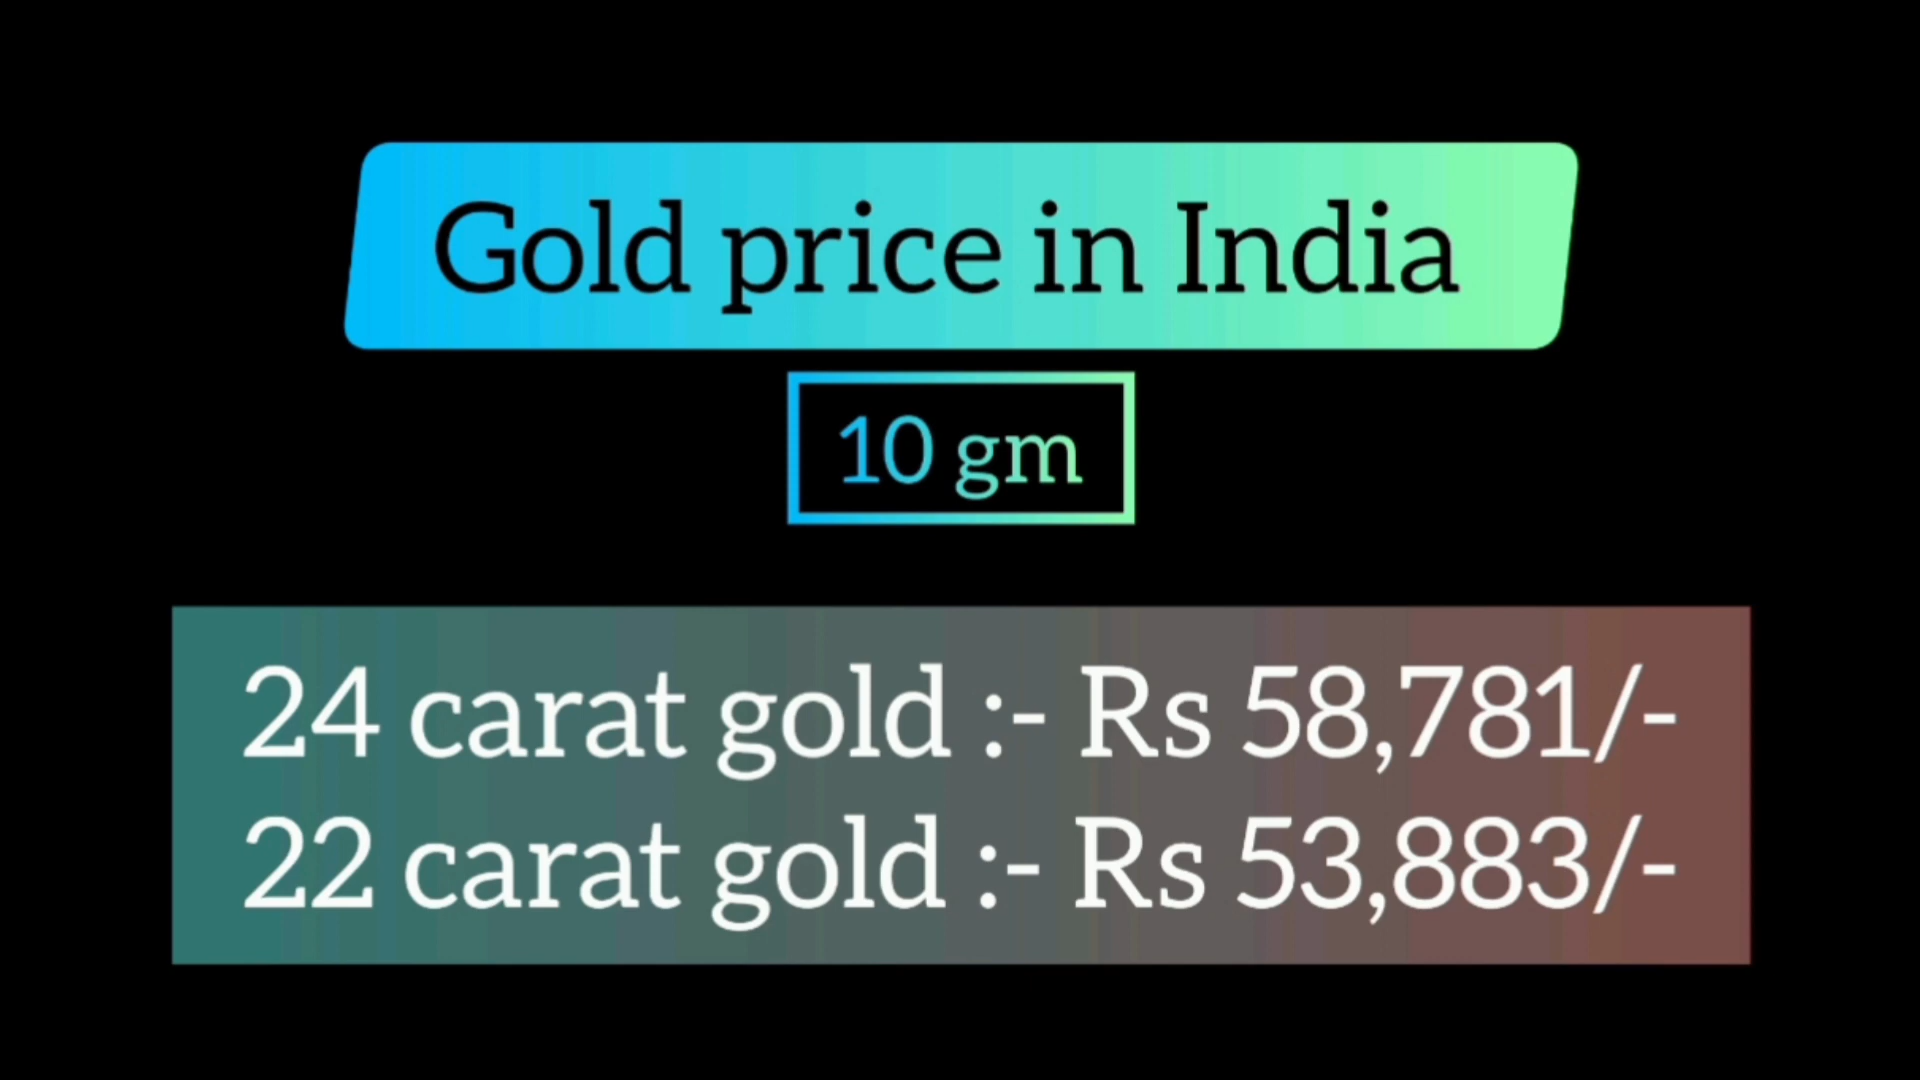 Gold price in India
10 gm
24 carat gold :- Rs 58,781/-
22 carat gold :- Rs 53,883/-